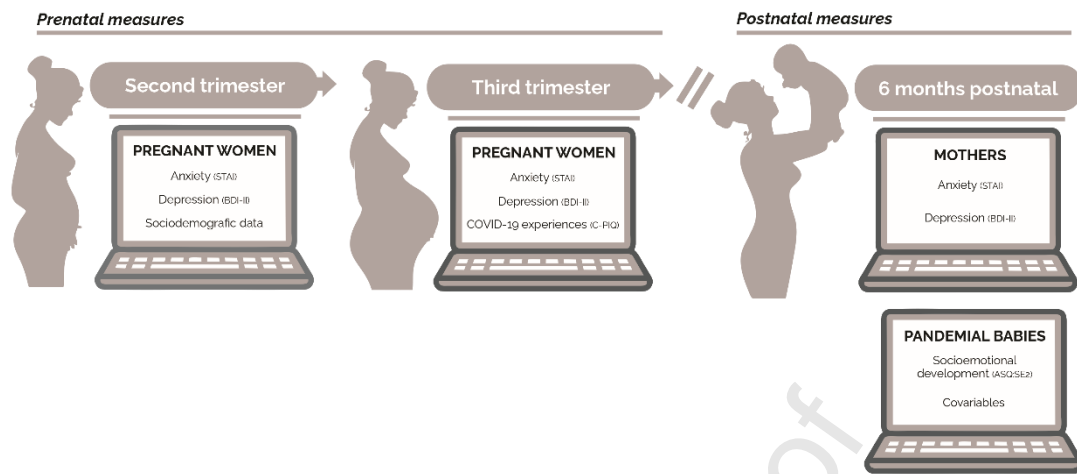 Prenatal measures
Postnatal measures
Second trimester
Third trimester
6 months postnatal
PREGNANT WOMEN
Anxiety (STAI)
Depression (BDI-II)
Sociodemografic data
PREGNANT WOMEN
Anxiety (STAI)
Depression (BDI-II)
COVID-19 experiences (C-PIQ)
MOTHERS
Anxiety (STAI)
Depression (BDI-II)
PANDEMIAL BABIES
Socioemotional
development (ASQ:SE2)
Covariables
of